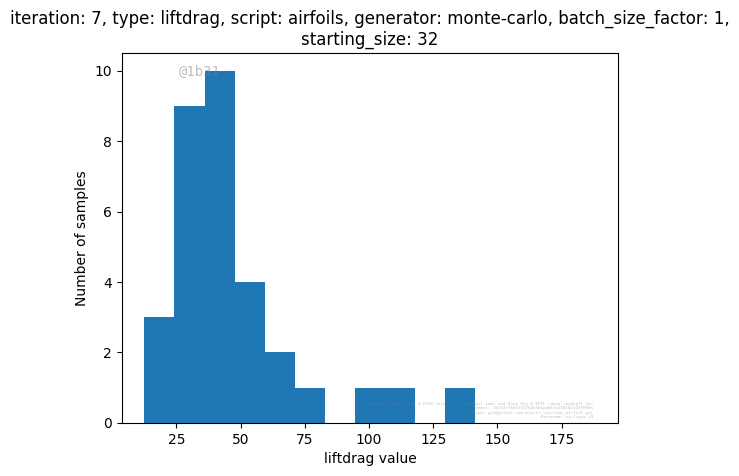 iteration: 7, type: liftdrag, script: airfoils, generator: monte-carlo, batch_size_factor: 1,
starting_size: 32
@1b31
10
8
6
4
2
0
Number of samples
25
50
75
100
125
150
175
liftdrag value